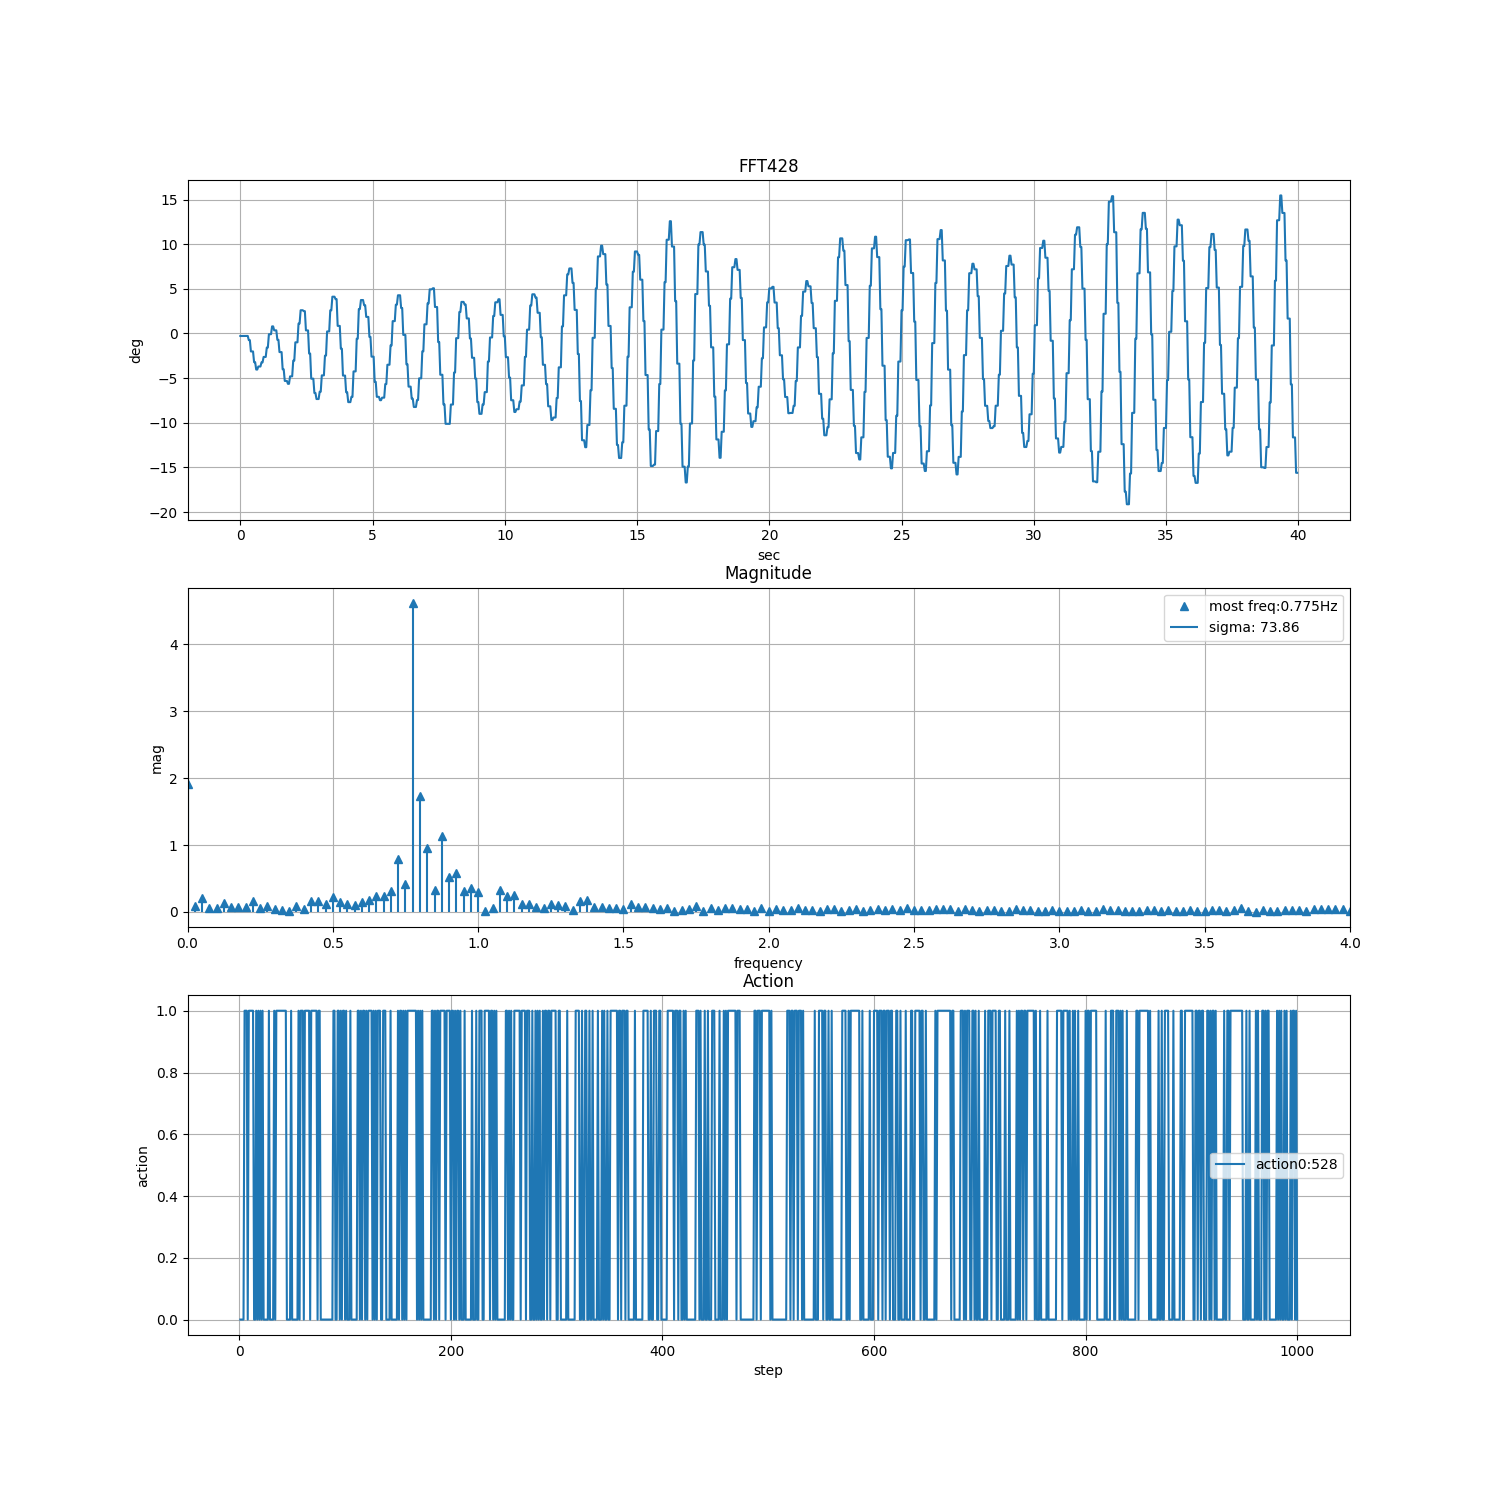 FFT428
deg
15
10
5
0
−5
−10
−15
−20
0 5 10 15 20 25 30 35 40
sec
Magnitude
most freq:0.775Hz
sigma: 73.86
mag
4
3
2
1
0
0.0 0.5 1.0 1.5 2.0 2.5 3.0 3.5 4.0
frequency
Action
action
1.0
0.8
0.6
0.4
0.2
0.0
action0:528
0 200 400 600 800 1000
step